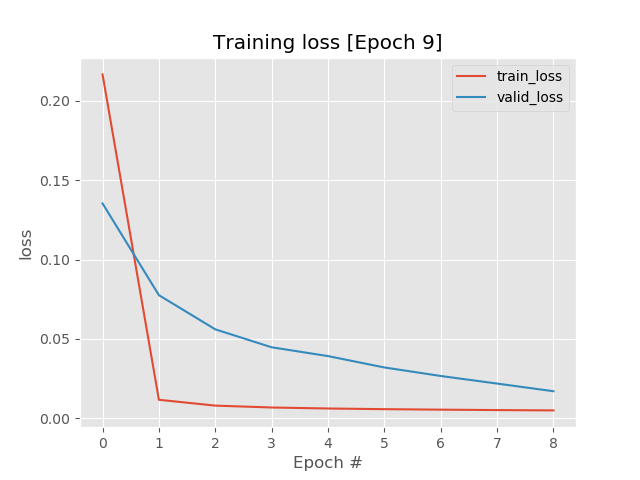 Training loss [Epoch 9]
train_loss
valid_loss
0.20
0.15
0.10
0.05
0.00
loss
0 1 2 3 4 5 6 7 8
Epoch #